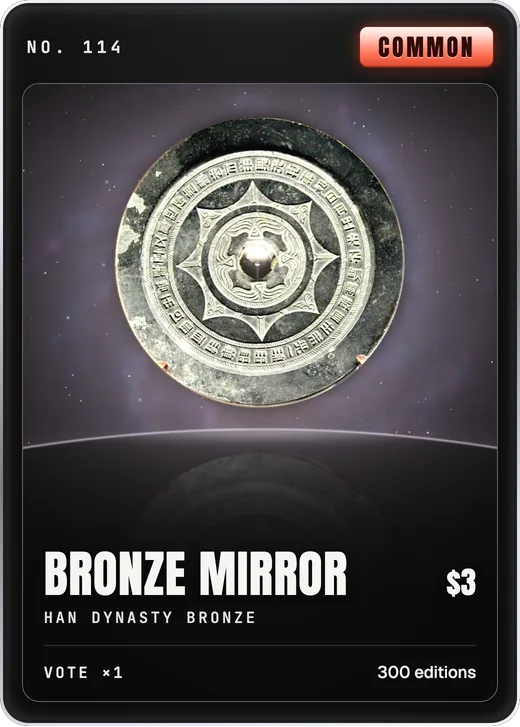 NO. 114
COMMON
BRONZE MIRROR
$3
HAN DYNASTY BRONZE
VOTE ×1
300 editions